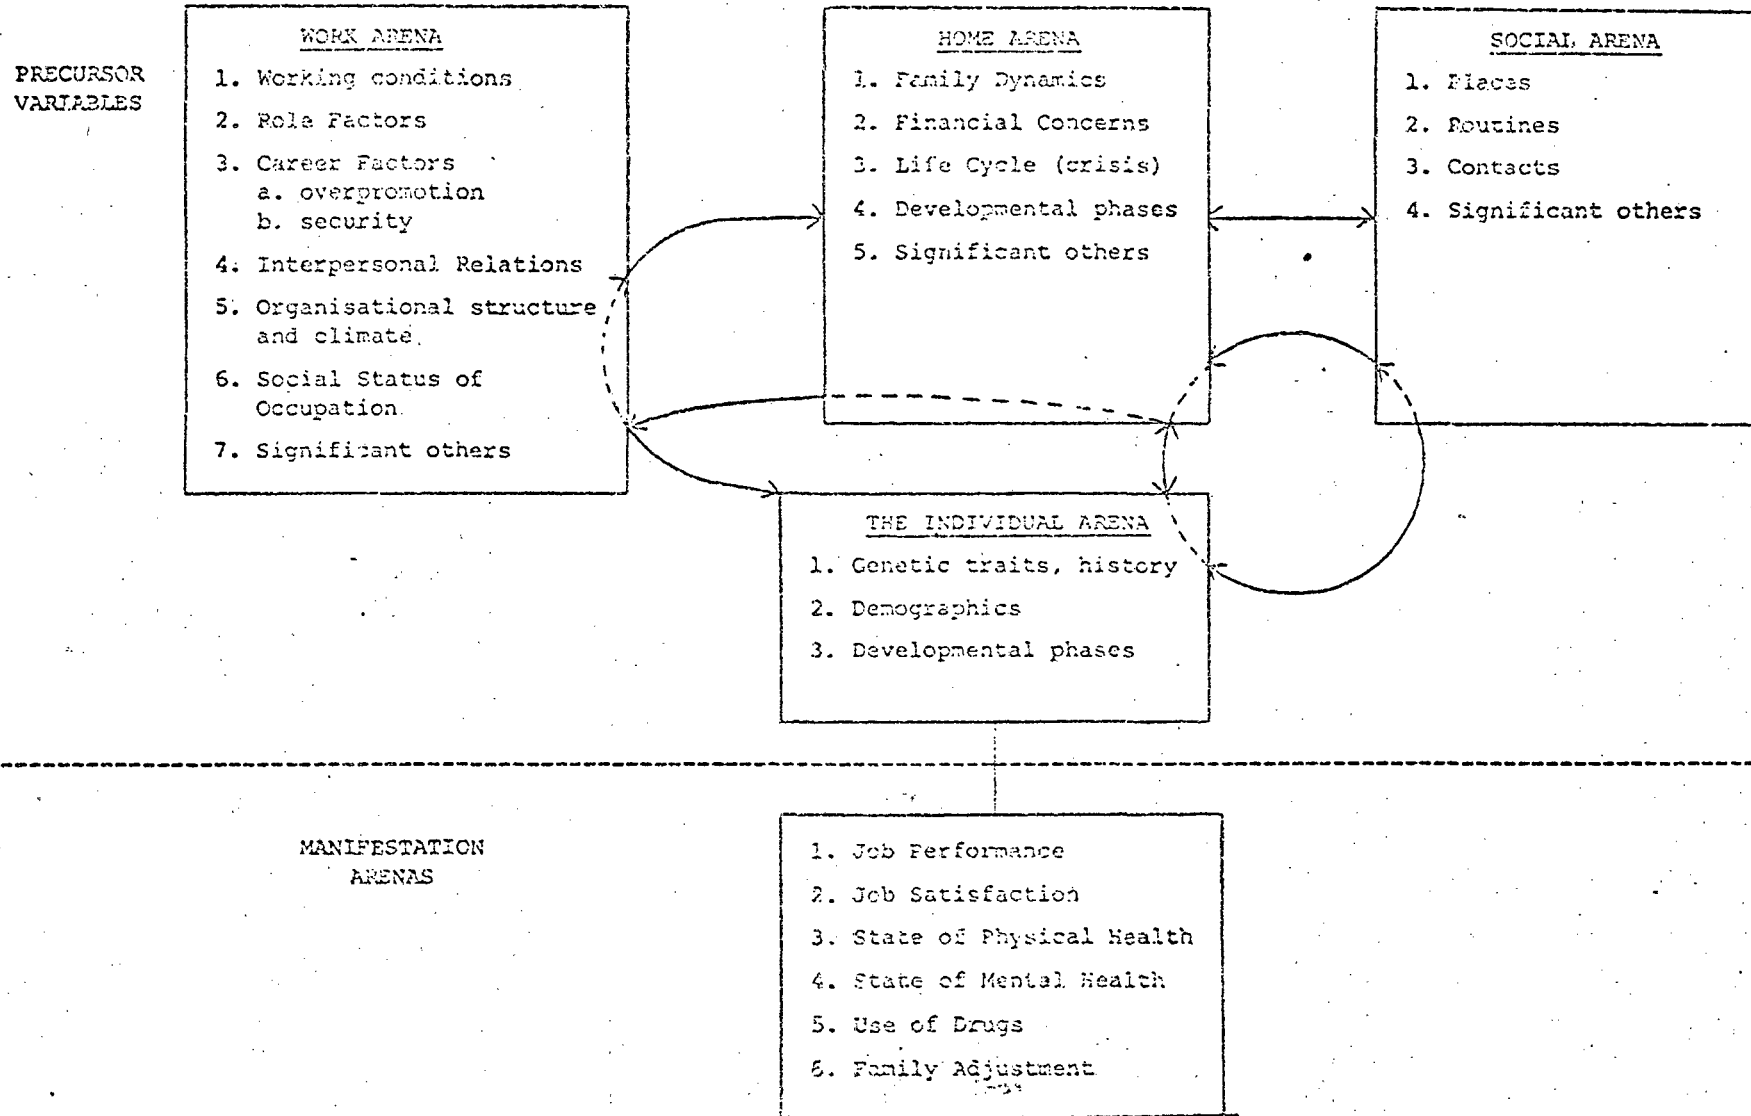 PRECURSOR
VARIABLES
WORK ARENA
1. Working conditions
2. Role Factors
3. Career Factors
a. overpromotion
b. security
4. Interpersonal Relations
5. Organisational structure
and climate
6. Social Status of
Occupation
7. Significant others
HOME ARENA
1. Family Dynamics
2. Financial Concerns
3. Life Cycle (crisis)
4. Developmental phases
5. Significant others
SOCIAL ARENA
1. Places
2. Routines
3. Contacts
4. Significant others
THE INDIVIDUAL ARENA
1. Genetic traits, history
2. Demographics
3. Developmental phases
MANIFESTATION
ARENAS
1. Job Performance
2. Job Satisfaction
3. State of Physical Health
4. State of Mental Health
5. Use of Drugs
6. Family Adjustment